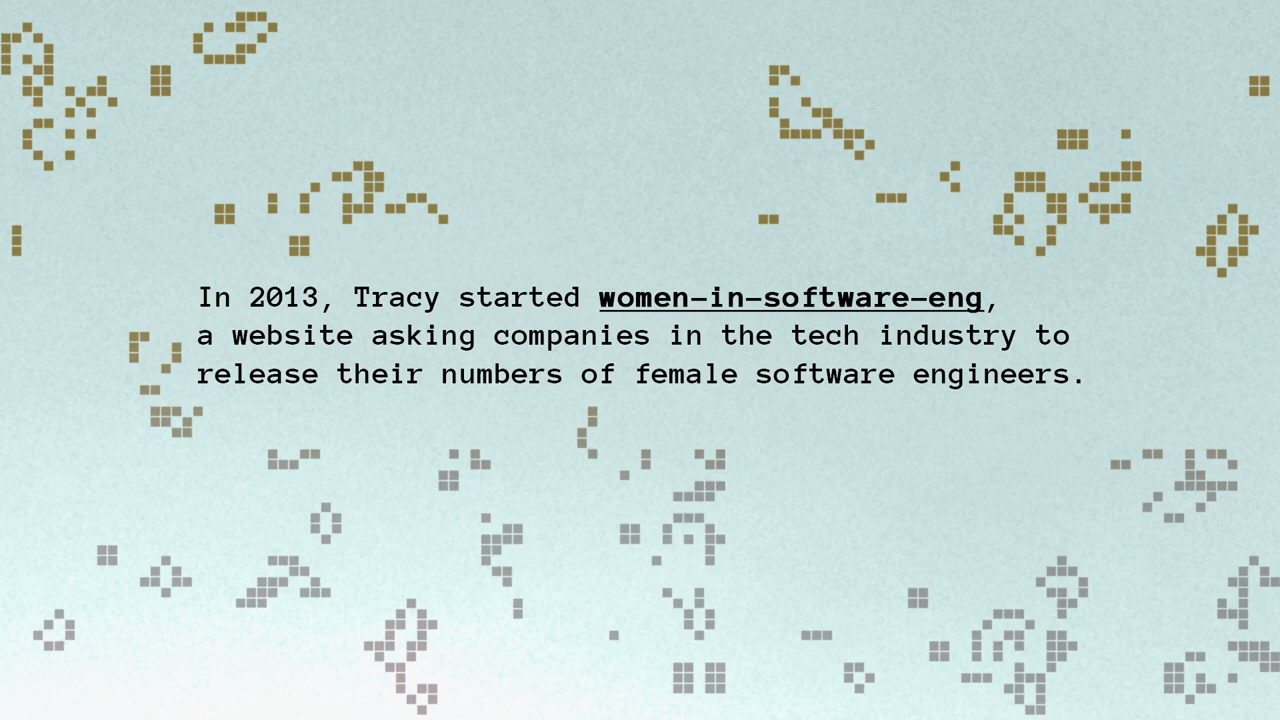 In 2013, Tracy started women-in-software-eng,
a website asking companies in the tech industry to
release their numbers of female software engineers.